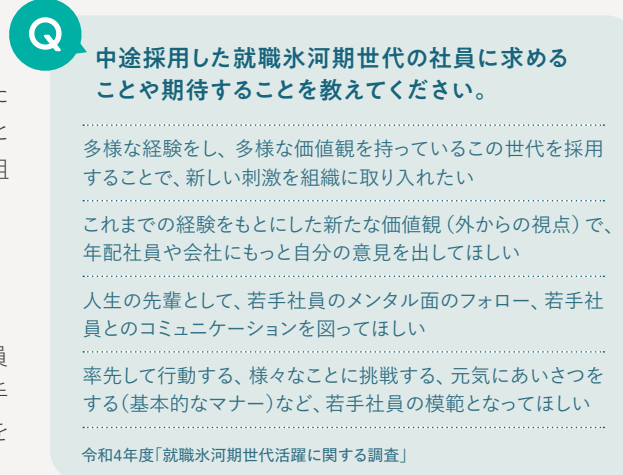 Q
中途採用した就職氷河期世代の社員に求める
ことや期待することを教えてください。
多様な経験をし、多様な価値観を持っているこの世代を採用
することで、新しい刺激を組織に取り入れたい
これまでの経験をもとにした新たな価値観（外からの視点）で、
年配社員や会社にもっと自分の意見を出してほしい
人生の先輩として、若手社員のメンタル面のフォロー、若手社
員とのコミュニケーションを図ってほしい
率先して行動する、様々なことに挑戦する、元気にあいさつを
する（基本的なマナー）など、若手社員の模範となってほしい
令和4年度「就職氷河期世代活躍に関する調査」